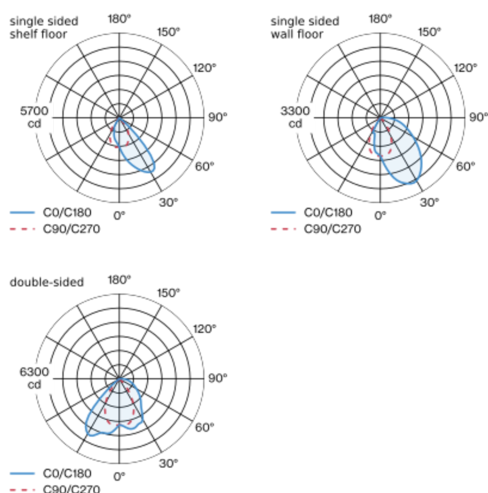 single sided
shelf floor
180°
150°
120°
5700
cd
90°
60°
30°
0°
C0/C180
C90/C270
single sided
wall floor
180°
150°
120°
3300
cd
90°
60°
30°
0°
C0/C180
C90/C270
double-sided
180°
150°
120°
6300
cd
90°
60°
30°
0°
C0/C180
C90/C270